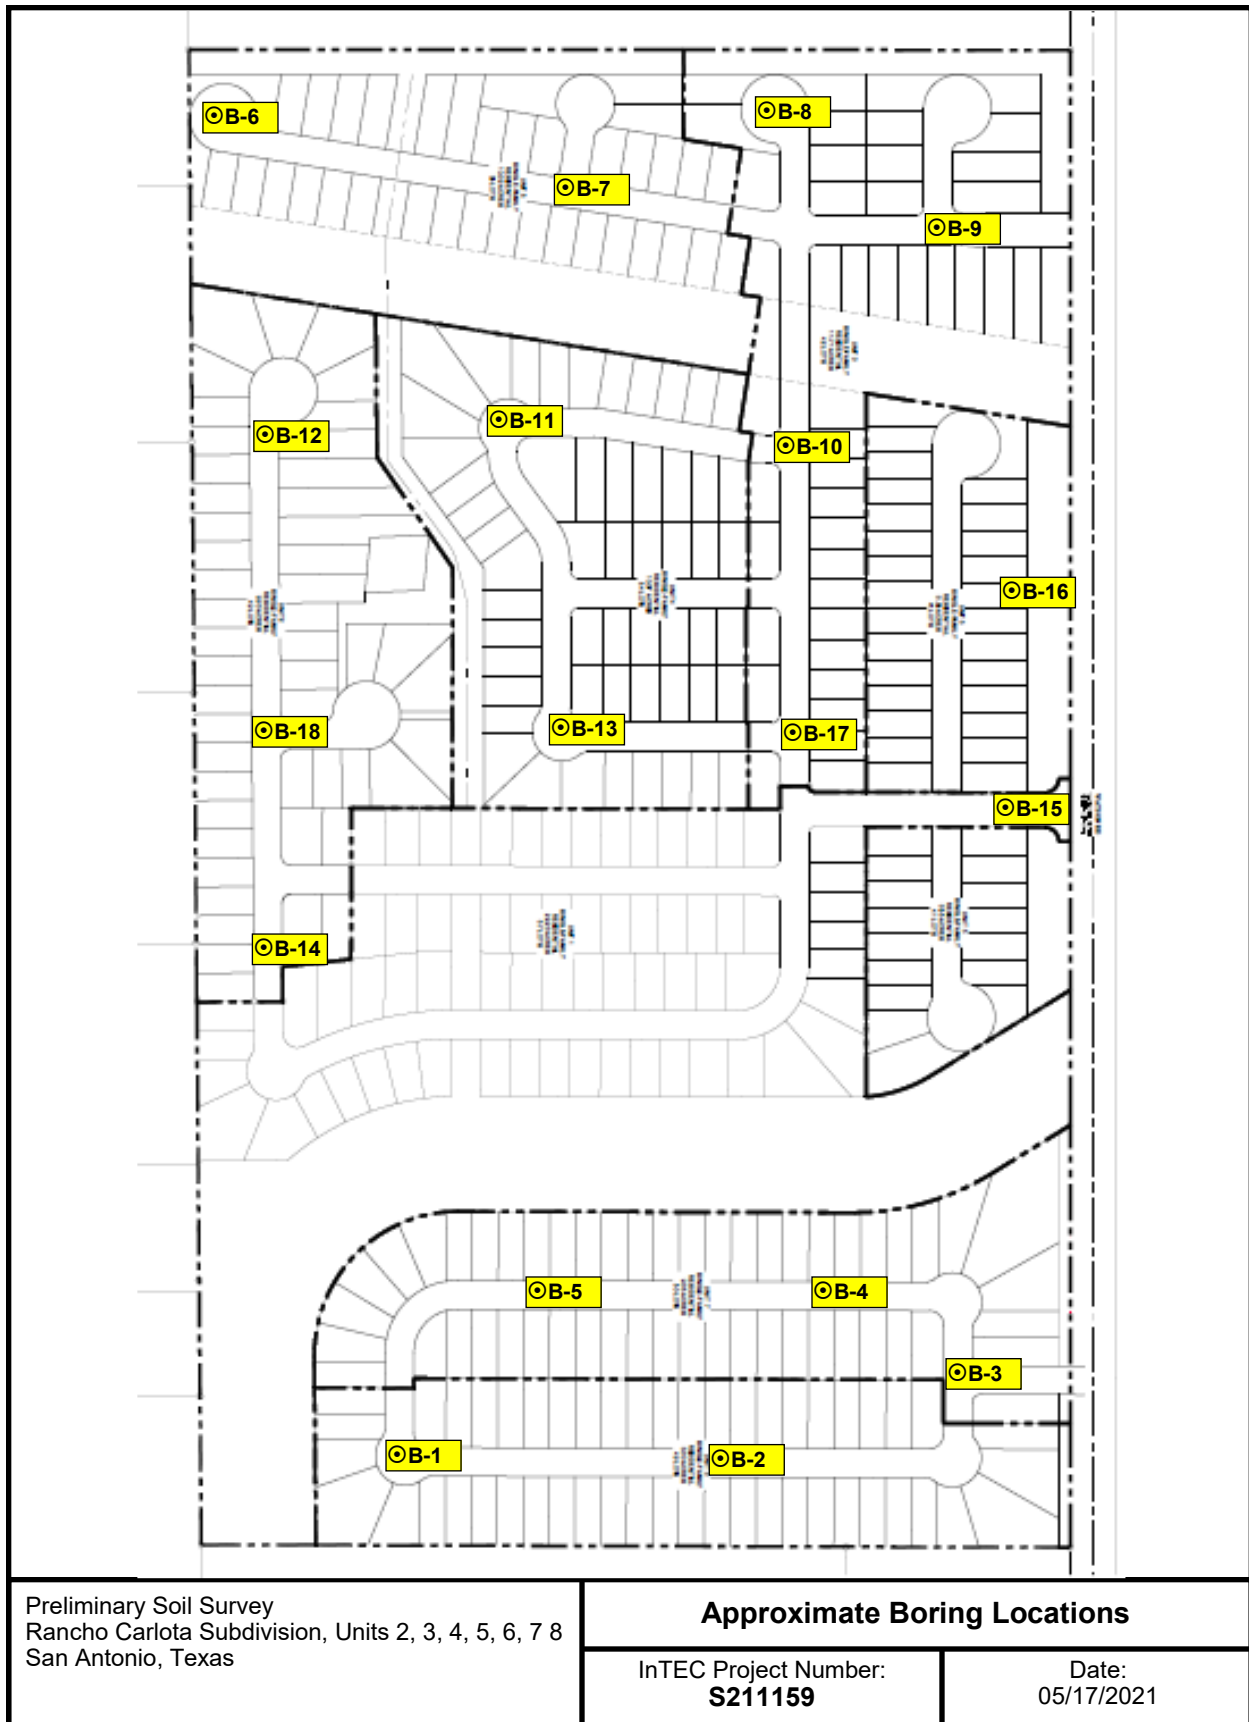 B-6
B-8
B-7
B-9
B-11
B-12
B-10
B-16
B-13
B-18
B-17
B-15
B-14
B-5
B-4
B-3
B-1
B-2
Preliminary Soil Survey
Rancho Carlota Subdivision, Units 2, 3, 4, 5, 6, 7 8
San Antonio, Texas
Approximate Boring Locations
InTEC Project Number:
S211159
Date:
05/17/2021